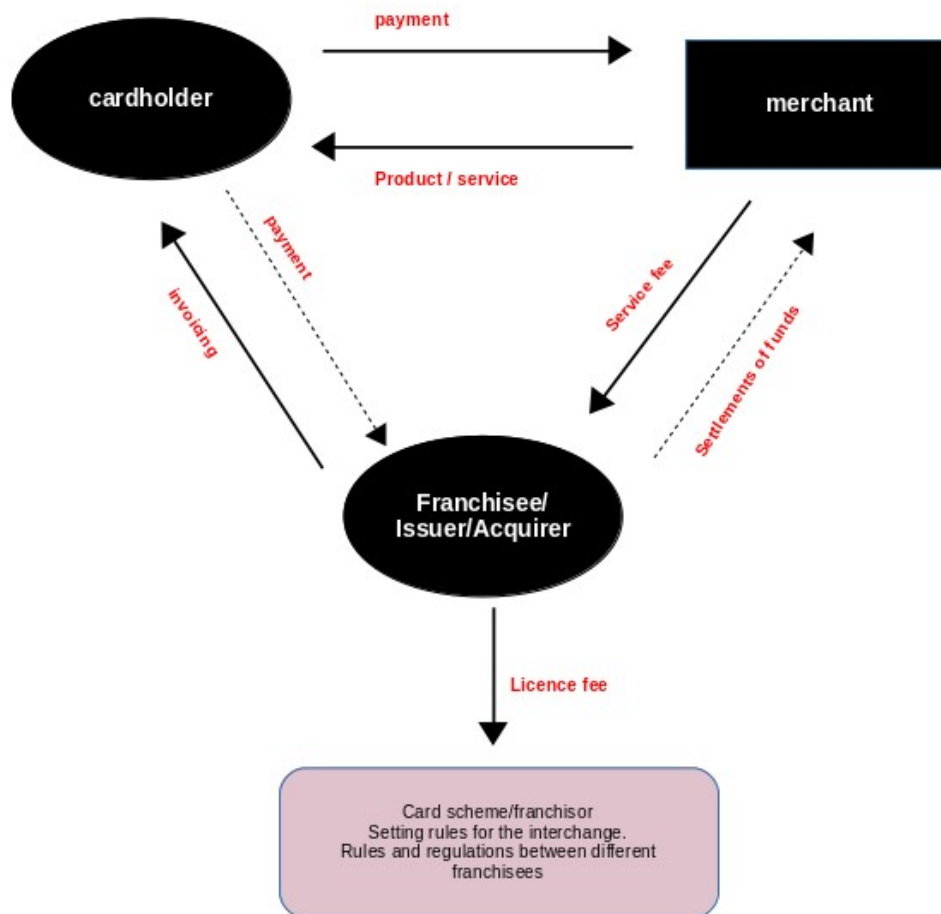 payment
cardholder
merchant
Product / service
payment
invoicing
Service fee
Settlements of funds
Franchisee/
Issuer/Acquirer
Licence fee
Card scheme/franchisor
Setting rules for the interchange.
Rules and regulations between different
franchisees